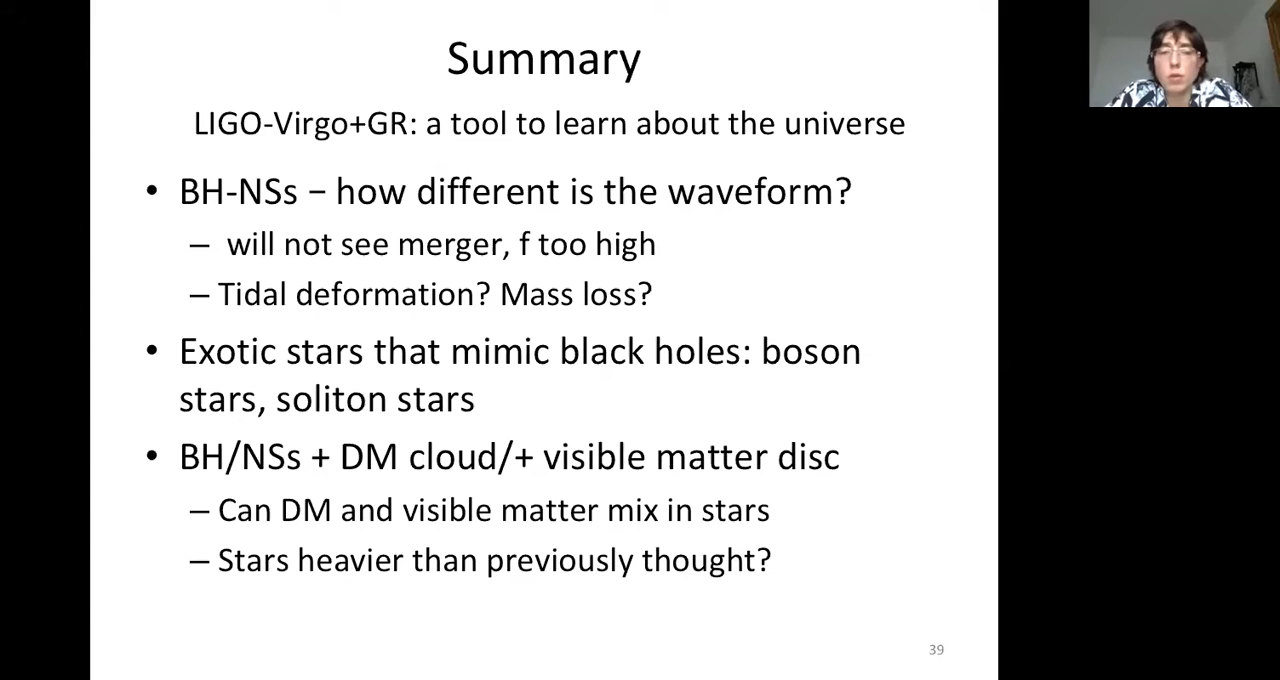 Summary
LIGO-Virgo+GR: a tool to learn about the universe
• BH-NSs – how different is the waveform?
– will not see merger, f too high
– Tidal deformation? Mass loss?
• Exotic stars that mimic black holes: boson
stars, soliton stars
• BH/NSs + DM cloud/+ visible matter disc
– Can DM and visible matter mix in stars
– Stars heavier than previously thought?
39